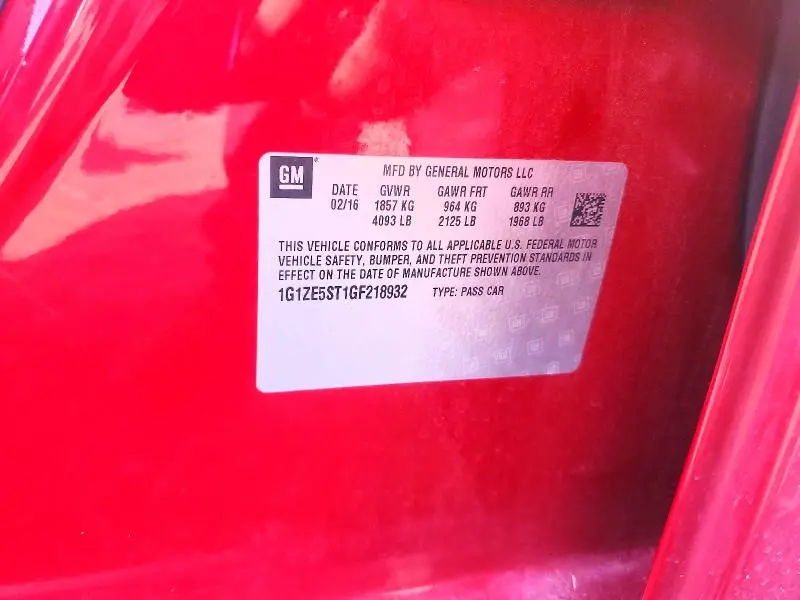 GM
MFD BY GENERAL MOTORS LLC
DATE GVWR GAWR FRT GAWR RR
02/16 1857 KG 964 KG 893 KG
4093 LB 2125 LB 1968 LB
THIS VEHICLE CONFORMS TO ALL APPLICABLE U.S. FEDERAL MOTOR
VEHICLE SAFETY, BUMPER, AND THEFT PREVENTION STANDARDS IN
EFFECT ON THE DATE OF MANUFACTURE SHOWN ABOVE.
1G1ZE5ST1GF218932 TYPE: PASS CAR